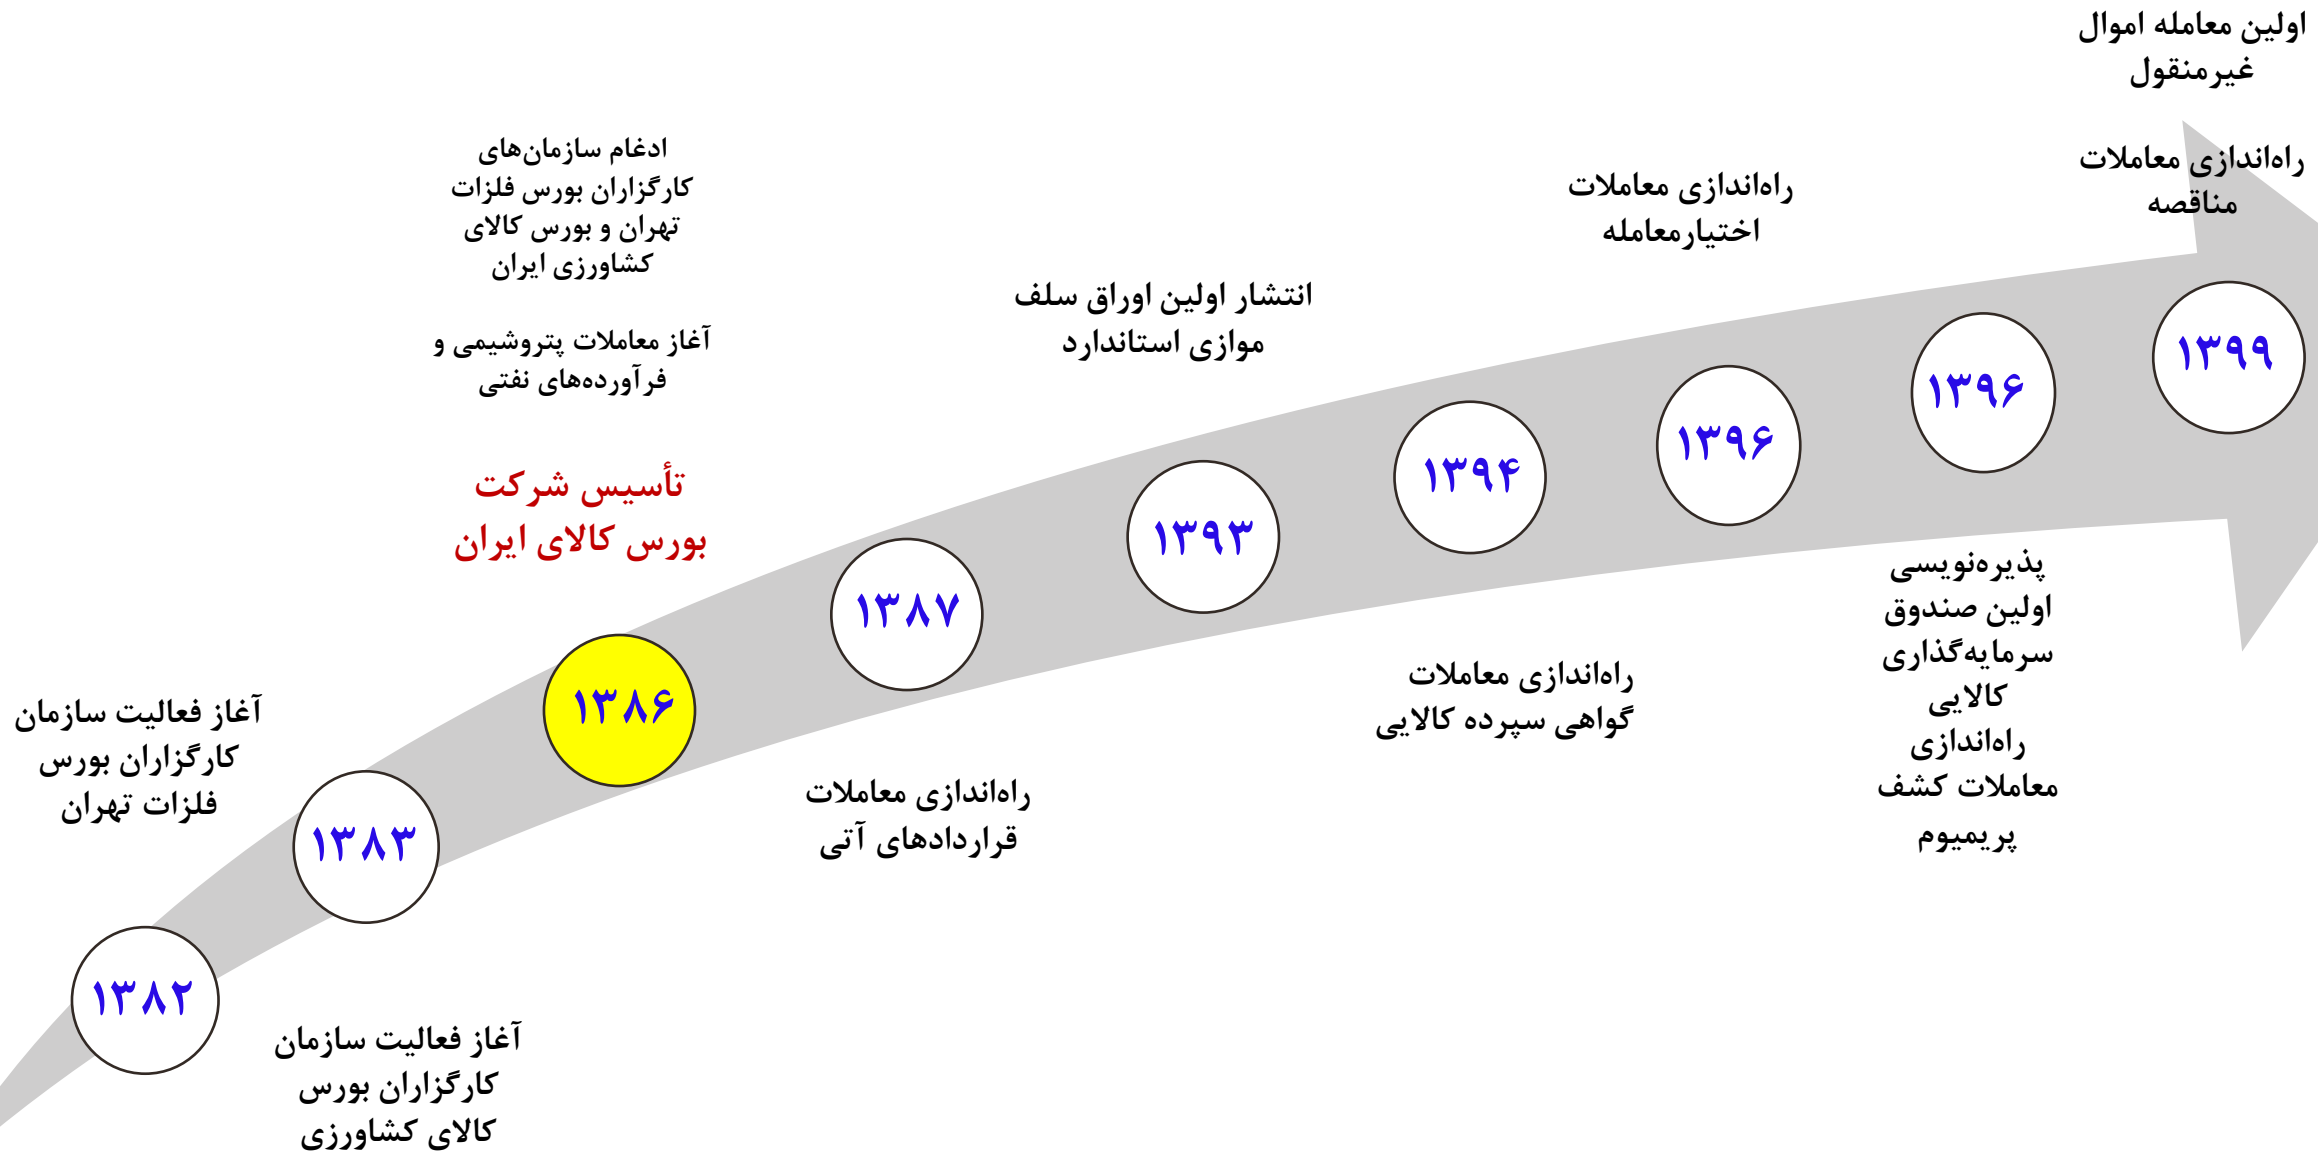 آغاز فعالیت سازمان
کارگزاران بورس
فلزات تهران
۱۳۸۲
۱۳۸۳
آغاز فعالیت سازمان
کارگزاران بورس
کالای کشاورزی
ادغام سازمان‌های
کارگزاران بورس فلزات
تهران و بورس کالای
کشاورزی ایران
آغاز معاملات پتروشیمی و
فرآورده‌های نفتی
تأسیس شرکت
بورس کالای ایران
۱۳۸۶
۱۳۸۷
راه‌اندازی معاملات
قراردادهای آتی
انتشار اولین اوراق سلف
موازی استاندارد
۱۳۹۳
۱۳۹۴
راه‌اندازی معاملات
گواهی سپرده کالایی
راه‌اندازی معاملات
اختیارمعامله
۱۳۹۶
۱۳۹۶
پذیره‌نویسی
اولین صندوق
سرمایه‌گذاری
کالایی
راه‌اندازی
معاملات کشف
پریمیوم
اولین معامله اموال
غیرمنقول
راه‌اندازی معاملات
مناقصه
۱۳۹۹